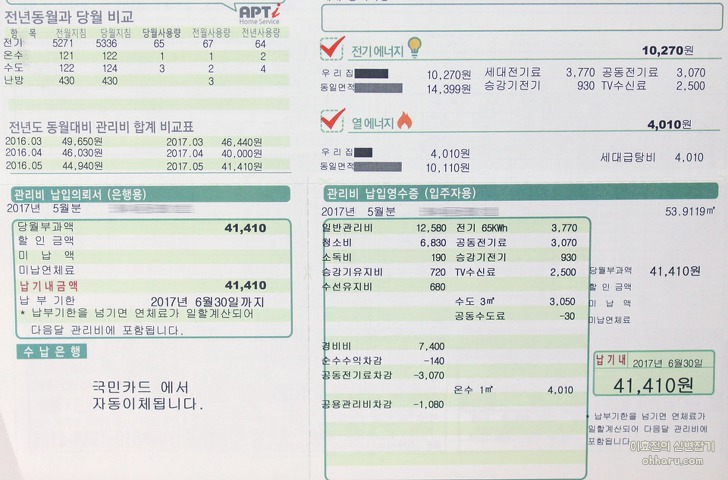 APTi
Home Service
전년동월과 당월 비교
항 목 전월지침 당월지침 당월사용량 전월사용량 전년사용량
전기 5271 5336 65 67 64
온수 121 122 1 1 2
수도 122 124 3 2 4
난방 430 430 3
전년도 동월대비 관리비 합계 비교표
2016.03 49,650원 2017.03 46,440원
2016.04 46,030원 2017.04 40,000원
2016.05 44,940원 2017.05 41,410원
전기에너지 10,270원
우리집 10,270원 세대전기료 3,770 공동전기료 3,070
동일면적 14,399원 승강기전기 930 TV수신료 2,500
열에너지 4,010원
우리집 4,010원 세대급탕비 4,010
동일면적 10,110원
관리비 납입의뢰서 (은행용)
2017년 5월분
당월부과액 41,410
할 인 금액
미 납 액
미납연체료
납기내금액 41,410
납부기한 2017년 6월30일까지
* 납부기한을 넘기면 연체료가 일할계산되어
다음달 관리비에 포함됩니다.
수납은행
국민카드 에서
자동이체됩니다.
관리비 납입영수증 (입주자용)
2017년 5월분 53.9119㎡
일반관리비 12,580 전기 65KWh 3,770
청소비 6,830 공동전기료 3,070
소독비 190 승강기전기 930
승강기유지비 720 TV수신료 2,500
수선유지비 680
수도 3㎥ 3,050
공동수도료 -30
경비비 7,400
순수수익차감 -140
공동전기료차감 -3,070
온수 1㎥ 4,010
공용관리비차감 -1,080
당월부과액 41,410원
할 인 금액
미 납 액
미납연체료
납기내 2017년 6월30일
41,410원
* 납부기한을 넘기면 연체료가
일할계산되어 다음달 관리비에
포함됩니다.
이효진의 신변잡기
ohharu.com